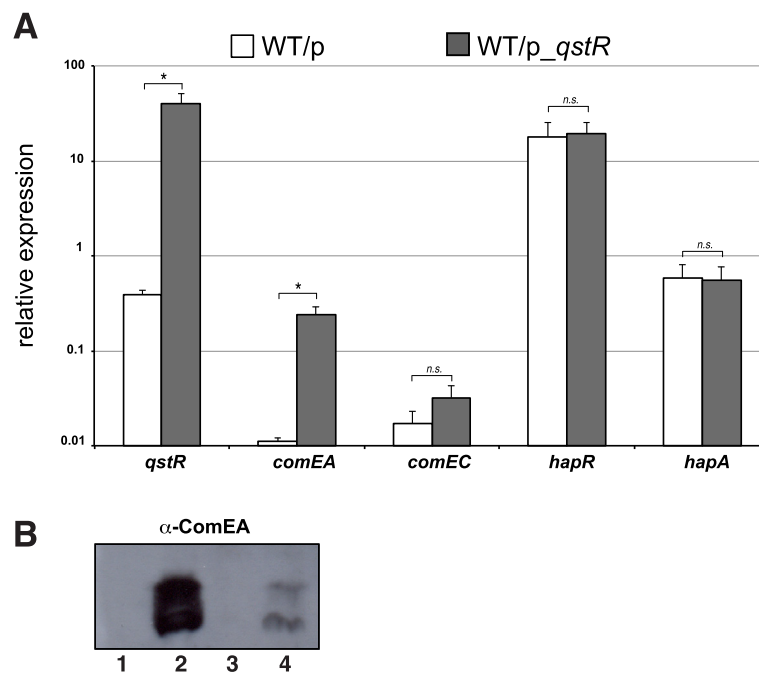 A
WT/p WT/p_qstR
100
10
1
0.1
0.01
relative expression
* * n.s. n.s. n.s.
qstR comEA comEC hapR hapA
B
α-ComEA
1 2 3 4